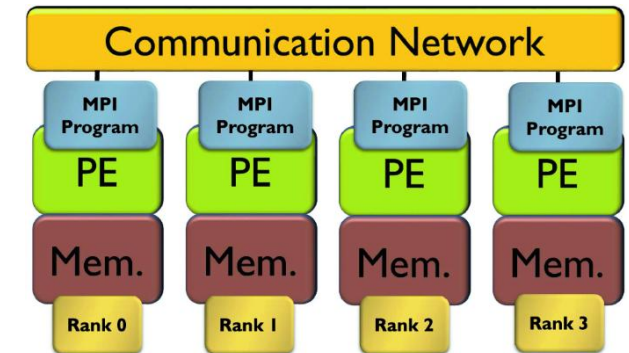 Communication Network
MPI
Program
MPI
Program
MPI
Program
MPI
Program
PE
PE
PE
PE
Mem.
Mem.
Mem.
Mem.
Rank 0
Rank 1
Rank 2
Rank 3